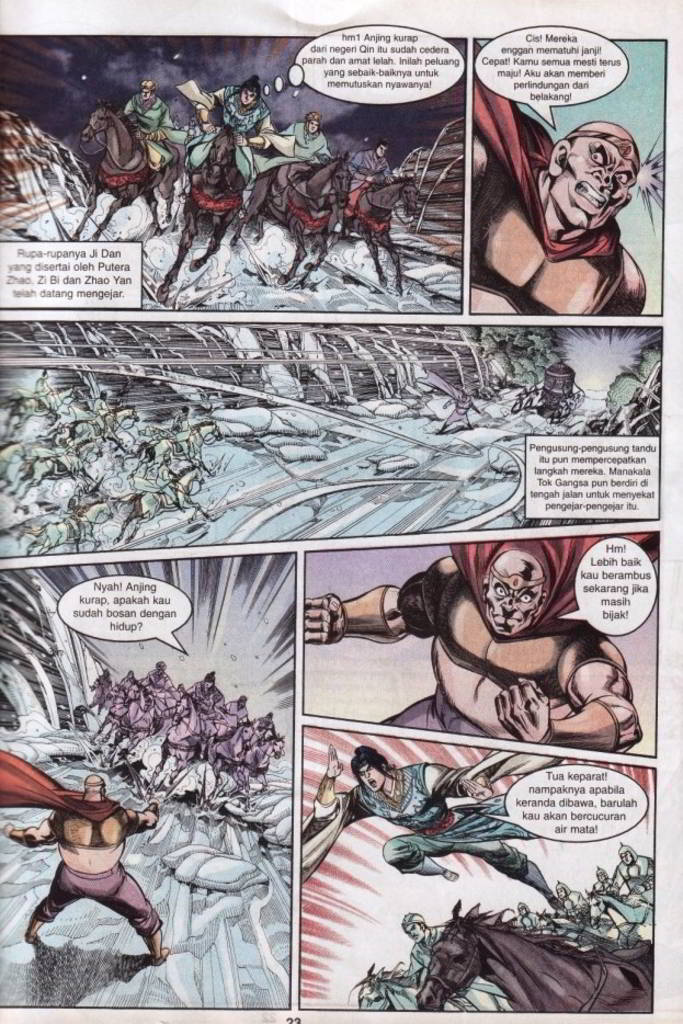 hm1 Anjing kurap
dari negeri Qin itu sudah cedera
parah dan amat lelah. Inilah peluang
yang sebaik-baiknya untuk
memutuskan nyawanya!
Rupa-rupanya Ji Dan
yang disertai oleh Putera
Zhao, Zi Bi dan Zhao Yan
telah datang mengejar.
Cis! Mereka
enggan mematuhi janji!
Cepat! Kamu semua mesti terus
maju! Aku akan memberi
perlindungan dari
belakang!
Pengusung-pengusung tandu
itu pun mempercepatkan
langkah mereka. Manakala
Tok Gangsa pun berdiri di
tengah jalan untuk menyekat
pengejar-pengejar itu.
Nyah! Anjing
kurap, apakah kau
sudah bosan dengan
hidup?
Hm!
Lebih baik
kau berambus
sekarang jika
masih
bijak!
Tua keparat!
nampaknya apabila
keranda dibawa, barulah
kau akan bercucuran
air mata!
23